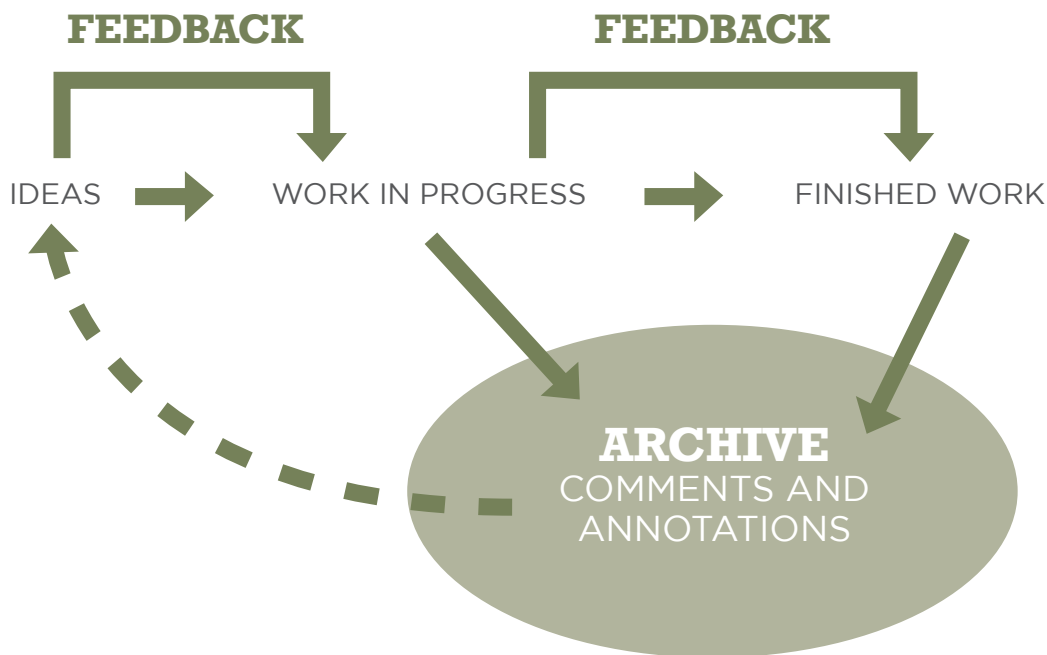 FEEDBACK FEEDBACK
IDEAS WORK IN PROGRESS FINISHED WORK
ARCHIVE
COMMENTS AND
ANNOTATIONS